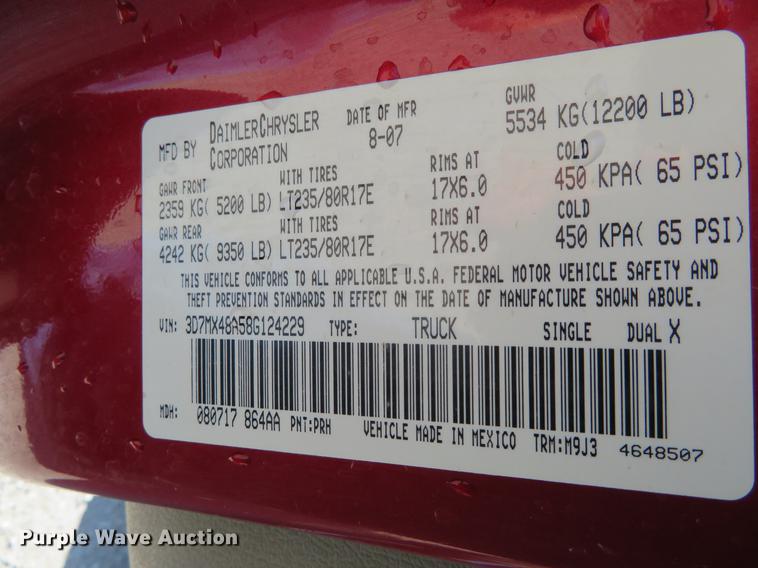 MFD BY DAIMLERCHRYSLER CORPORATION
DATE OF MFR 8-07
GVWR 5534 KG(12200 LB)
GAWR FRONT WITH TIRES RIMS AT COLD
2359 KG( 5200 LB) LT235/80R17E 17X6.0 450 KPA( 65 PSI)
GAWR REAR WITH TIRES RIMS AT COLD
4242 KG( 9350 LB) LT235/80R17E 17X6.0 450 KPA( 65 PSI)
THIS VEHICLE CONFORMS TO ALL APPLICABLE U.S.A. FEDERAL MOTOR VEHICLE SAFETY AND
THEFT PREVENTION STANDARDS IN EFFECT ON THE DATE OF MANUFACTURE SHOWN ABOVE.
VIN: 3D7MX48A58G124229 TYPE: TRUCK SINGLE DUAL X
MDH: 080717 864AA PNT:PRH VEHICLE MADE IN MEXICO TRM:M9J3 4648507
Purple Wave Auction